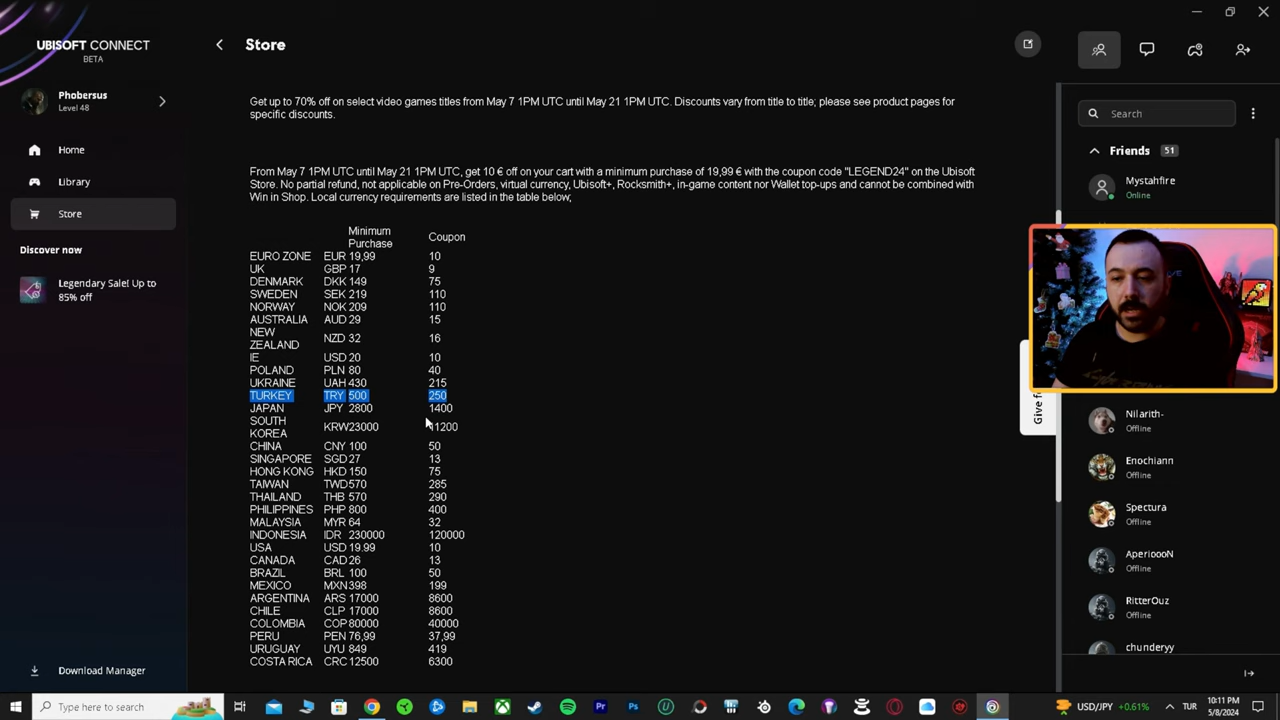 UBISOFT CONNECT
BETA
Store
Phobersus
Level 48
Home
Library
Store
Discover now
Legendary Sale! Up to
85% off
Download Manager
Get up to 70% off on select video games titles from May 7 1PM UTC until May 21 1PM UTC. Discounts vary from title to title; please see product pages for
specific discounts.
From May 7 1PM UTC until May 21 1PM UTC, get 10 € off on your cart with a minimum purchase of 19,99 € with the coupon code "LEGEND24" on the Ubisoft
Store. No partial refund, not applicable on Pre-Orders, virtual currency, Ubisoft+, Rocksmith+, in-game content nor Wallet top-ups and cannot be combined with
Win in Shop. Local currency requirements are listed in the table below;
Minimum
Purchase Coupon
EURO ZONE EUR 19,99 10
UK GBP 17 9
DENMARK DKK 149 75
SWEDEN SEK 219 110
NORWAY NOK 209 110
AUSTRALIA AUD 29 15
NEW
ZEALAND NZD 32 16
IE USD 20 10
POLAND PLN 80 40
UKRAINE UAH 430 215
TURKEY TRY 500 250
JAPAN JPY 2800 1400
SOUTH
KOREA KRW 23000 11200
CHINA CNY 100 50
SINGAPORE SGD 27 13
HONG KONG HKD 150 75
TAIWAN TWD 570 285
THAILAND THB 570 290
PHILIPPINES PHP 800 400
MALAYSIA MYR 64 32
INDONESIA IDR 230000 120000
USA USD 19.99 10
CANADA CAD 26 13
BRAZIL BRL 100 50
MEXICO MXN 398 199
ARGENTINA ARS 17000 8600
CHILE CLP 17000 8600
COLOMBIA COP 80000 40000
PERU PEN 76,99 37,99
URUGUAY UYU 849 419
COSTA RICA CRC 12500 6300
Give f
Search
Friends 51
Mystahfire
Online
Nilarith-
Offline
Enochiann
Offline
Spectura
Offline
AperioooN
Offline
RitterOuz
Offline
chunderyy
Type here to search
USD/JPY +0.61%
TUR
10:11 PM
5/8/2024